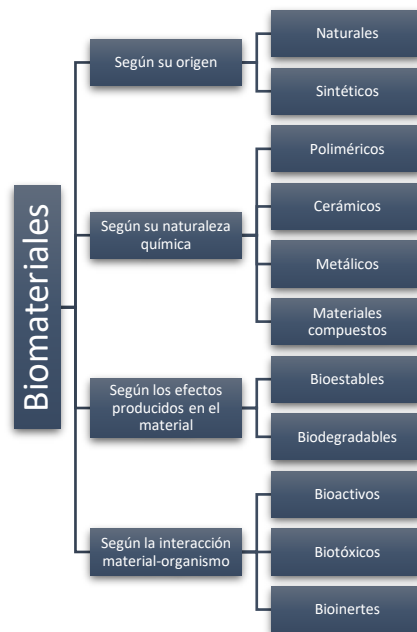 Biomateriales
Según su origen
Naturales
Sintéticos
Según su naturaleza
química
Poliméricos
Cerámicos
Metálicos
Materiales
compuestos
Según los efectos
producidos en el
material
Bioestables
Biodegradables
Según la interacción
material-organismo
Bioactivos
Biotóxicos
Bioinertes